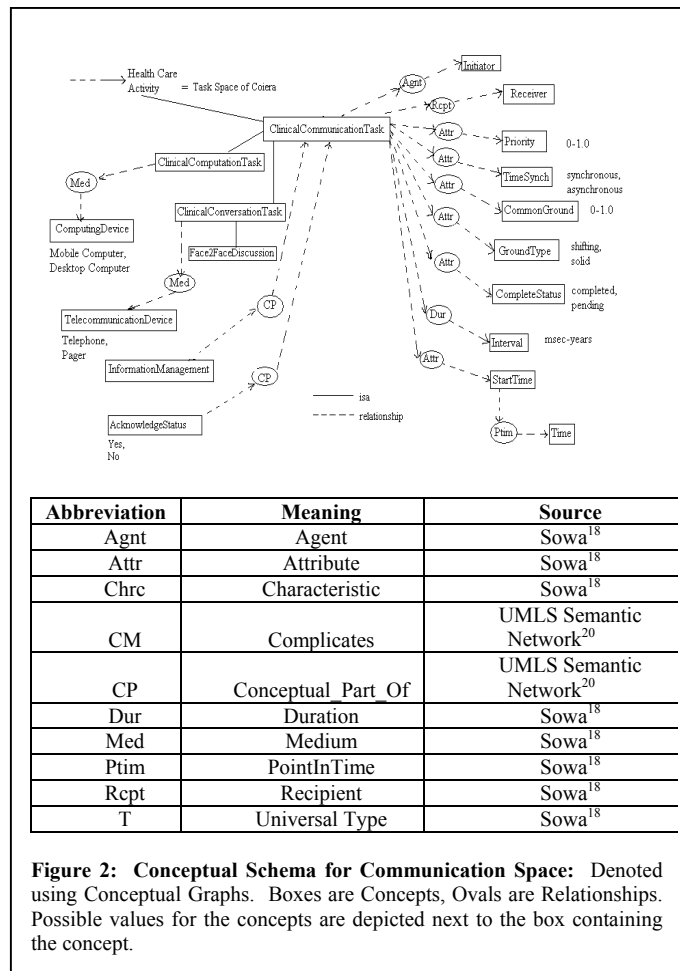 Health Care
Activity = Task Space of Coiera
Agnt
Initiator
Rcpt
Receiver
ClinicalCommunicationTask
Attr
Priority 0-1.0
Attr
TimeSynch synchronous,
asynchronous
Attr
CommonGround 0-1.0
Attr
GroundType shifting,
solid
Attr
CompleteStatus completed,
pending
Dur
Interval msec-years
Attr
StartTime
Ptim
Time
ClinicalComputationTask
Med
ComputingDevice
Mobile Computer,
Desktop Computer
ClinicalConversationTask
Face2FaceDiscussion
Med
TelecommunicationDevice
Telephone,
Pager
CP
InformationManagement
CP
AcknowledgeStatus
Yes,
No
isa
relationship
Abbreviation Meaning Source
Agnt Agent Sowa18
Attr Attribute Sowa18
Chrc Characteristic Sowa18
CM Complicates UMLS Semantic
Network20
CP Conceptual_Part_Of UMLS Semantic
Network20
Dur Duration Sowa18
Med Medium Sowa18
Ptim PointInTime Sowa18
Rcpt Recipient Sowa18
T Universal Type Sowa18
Figure 2: Conceptual Schema for Communication Space: Denoted
using Conceptual Graphs. Boxes are Concepts, Ovals are Relationships.
Possible values for the concepts are depicted next to the box containing
the concept.